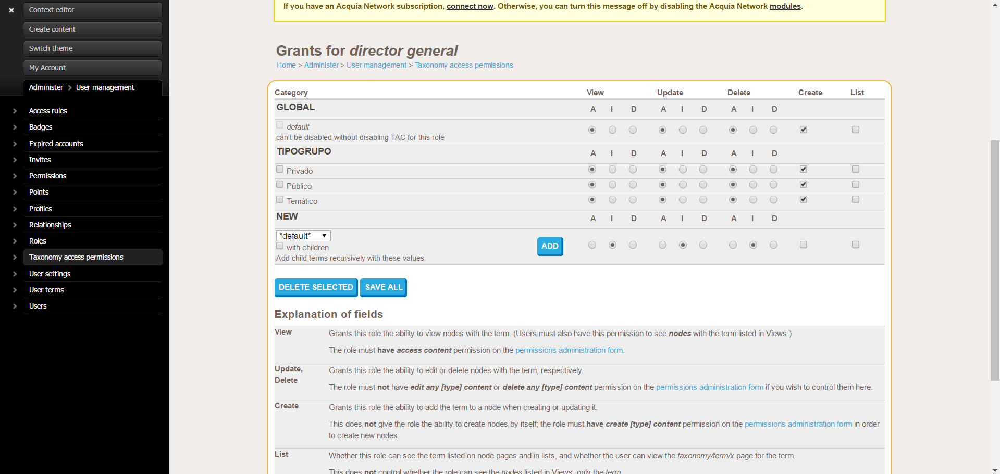 Context editor
Create content
Switch theme
My Account
Administer User management
Access rules
Badges
Expired accounts
Invites
Permissions
Points
Profiles
Relationships
Roles
Taxonomy access permissions
User settings
User terms
Users
If you have an Acquia Network subscription, connect now. Otherwise, you can turn this message off by disabling the Acquia Network modules.
Grants for director general
Home > Administer > User management > Taxonomy access permissions
Category View Update Delete Create List
GLOBAL A I D A I D A I D
default
can't be disabled without disabling TAC for this role
TIPOGRUPO A I D A I D A I D
Privado
Público
Temático
NEW A I D A I D A I D
*default*
with children
ADD
Add child terms recursively with these values.
DELETE SELECTED SAVE ALL
Explanation of fields
View Grants this role the ability to view nodes with the term. (Users must also have this permission to see nodes with the term listed in Views.)
The role must have access content permission on the permissions administration form.
Update, Grants this role the ability to edit or delete nodes with the term, respectively.
Delete
The role must not have edit any [type] content or delete any [type] content permission on the permissions administration form if you wish to control them here.
Create Grants this role the ability to add the term to a node when creating or updating it.
This does not give the role the ability to create nodes by itself; the role must have create [type] content permission on the permissions administration form in order
to create new nodes.
List Whether this role can see the term listed on node pages and in lists, and whether the user can view the taxonomy/term/x page for the term.
This does not control whether the role can see the nodes listed in Views, only the term.